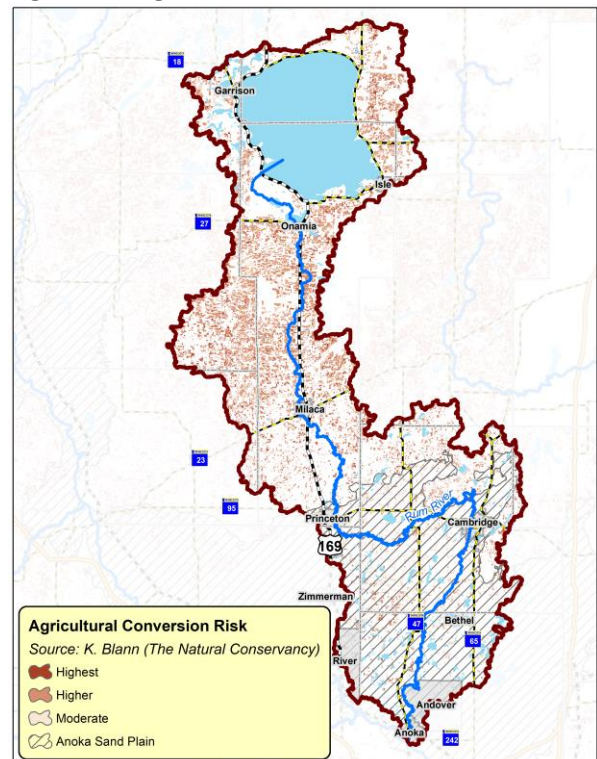 18
Garrison
Isle
27
Onamia
Milaca
23
95
Princeton
Rum River
Cambridge
169
Zimmerman
47
Bethel
65
River
Andover
Anoka
242
Agricultural Conversion Risk
Source: K. Blann (The Natural Conservancy)
Highest
Higher
Moderate
Anoka Sand Plain